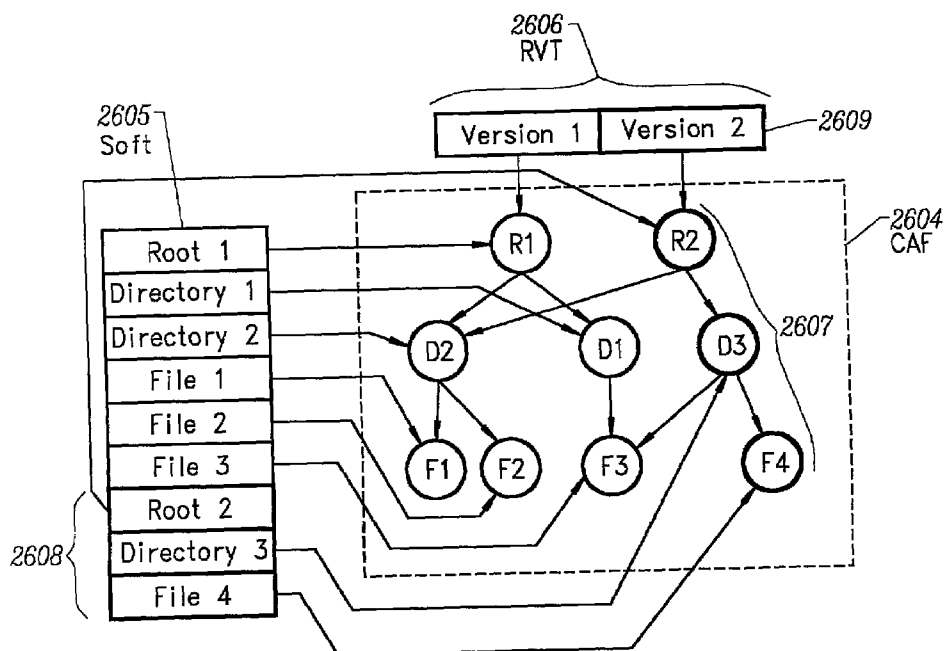 2606
RVT
2605
Soft
Version 1 Version 2
2609
2604
CAF
Root 1
Directory 1
Directory 2
File 1
File 2
File 3
Root 2
Directory 3
File 4
2608
R1 R2
D2 D1 D3
2607
F1 F2 F3 F4